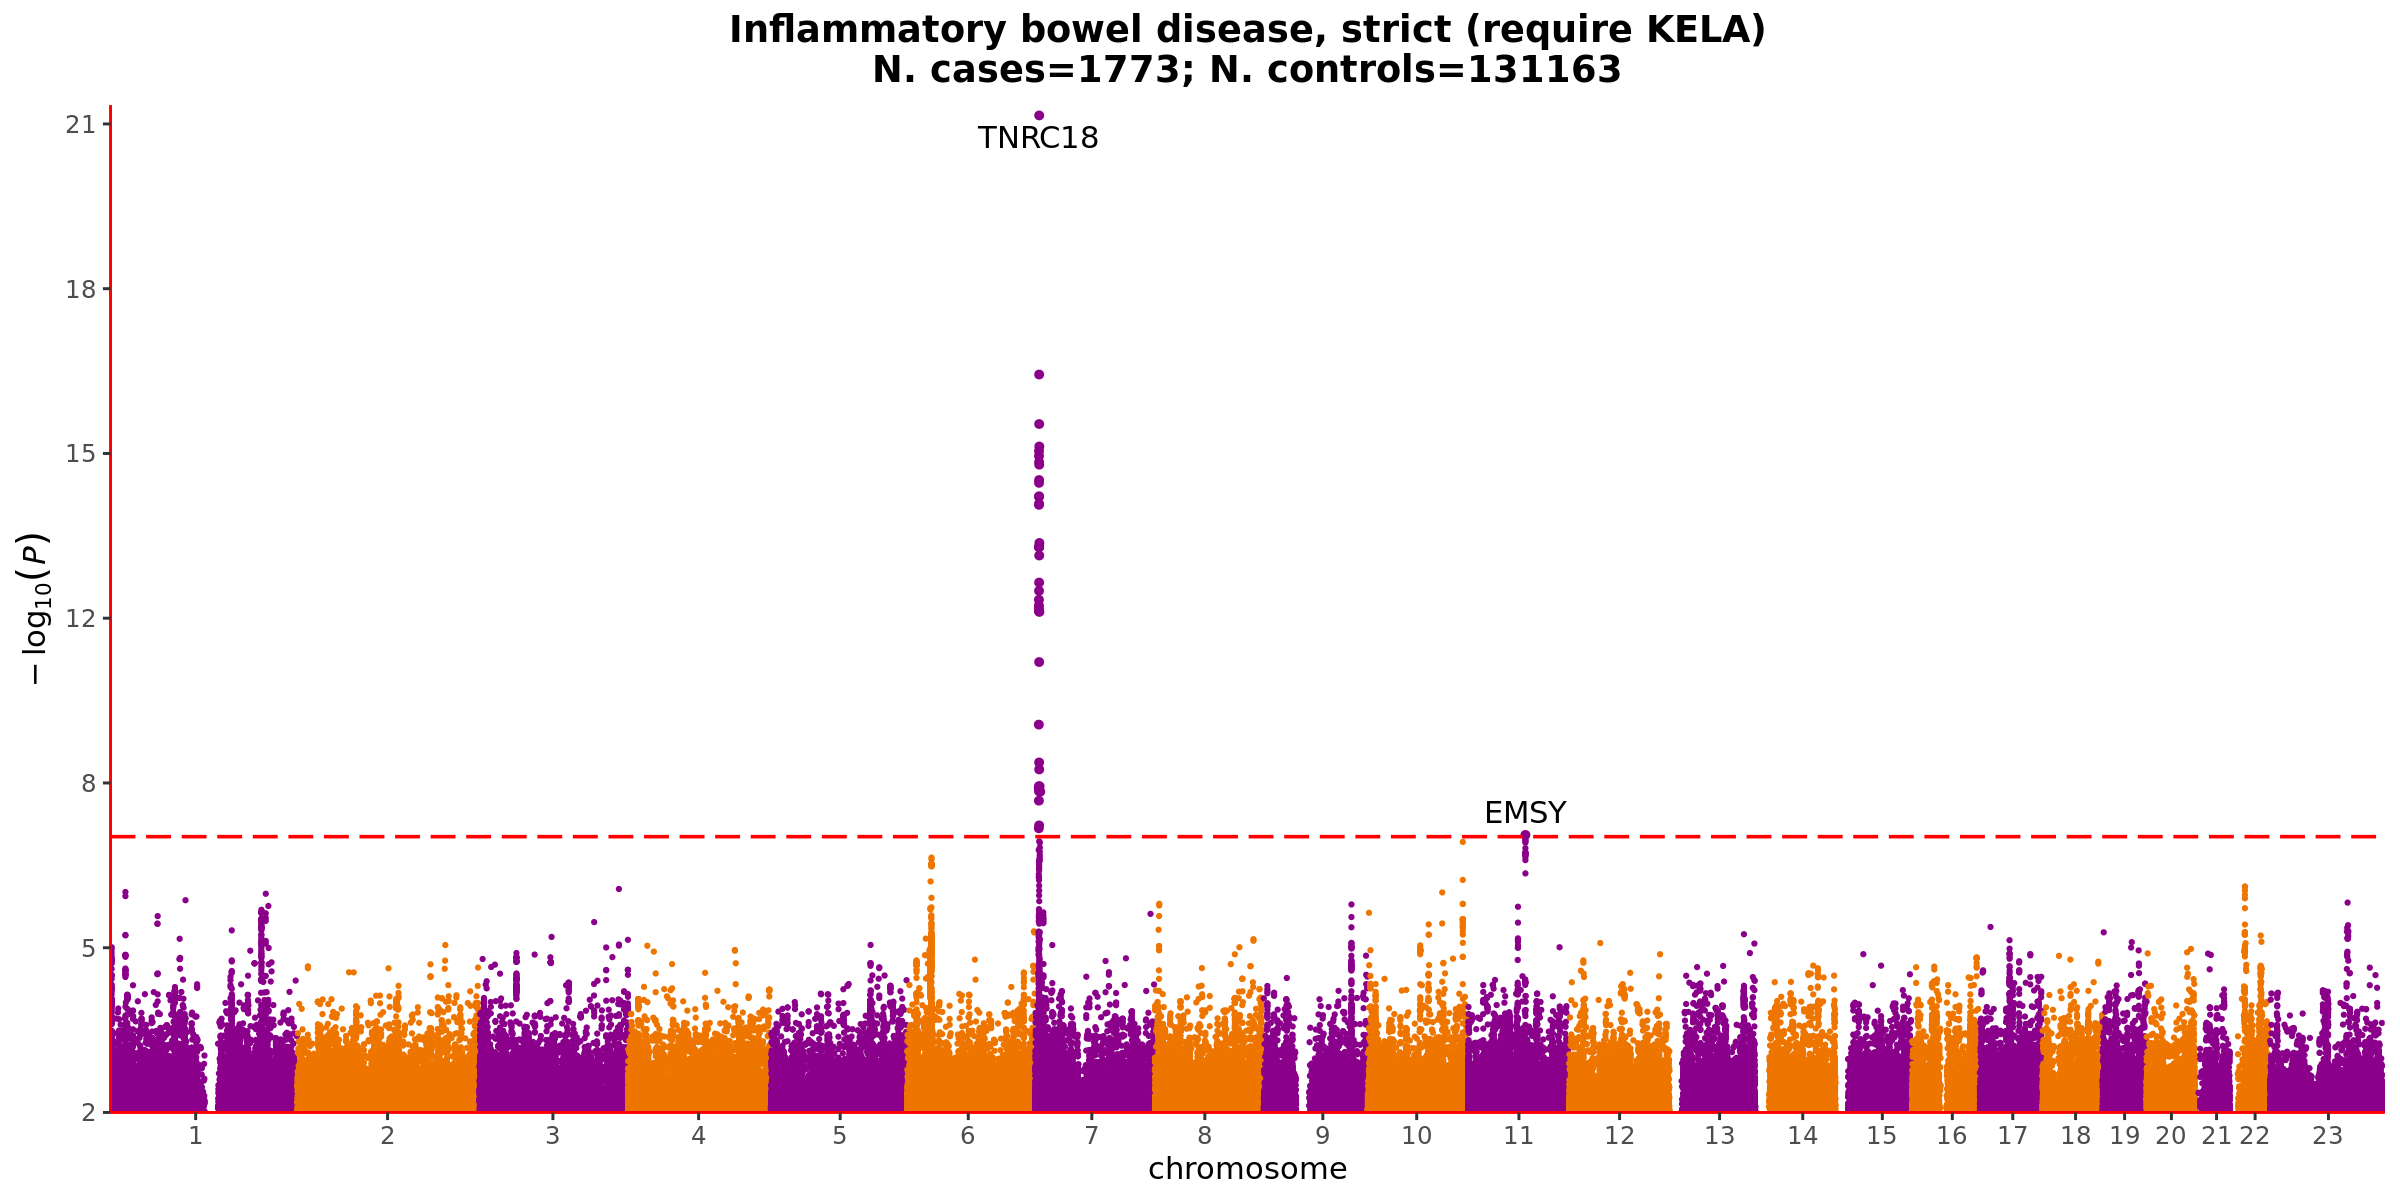 Inflammatory bowel disease, strict (require KELA)
N. cases=1773; N. controls=131163
21
TNRC18
18
15
12
8
EMSY
5
2
− log10(P)
1 2 3 4 5 6 7 8 9 10 11 12 13 14 15 16 17 18 19 20 21 22 23
chromosome